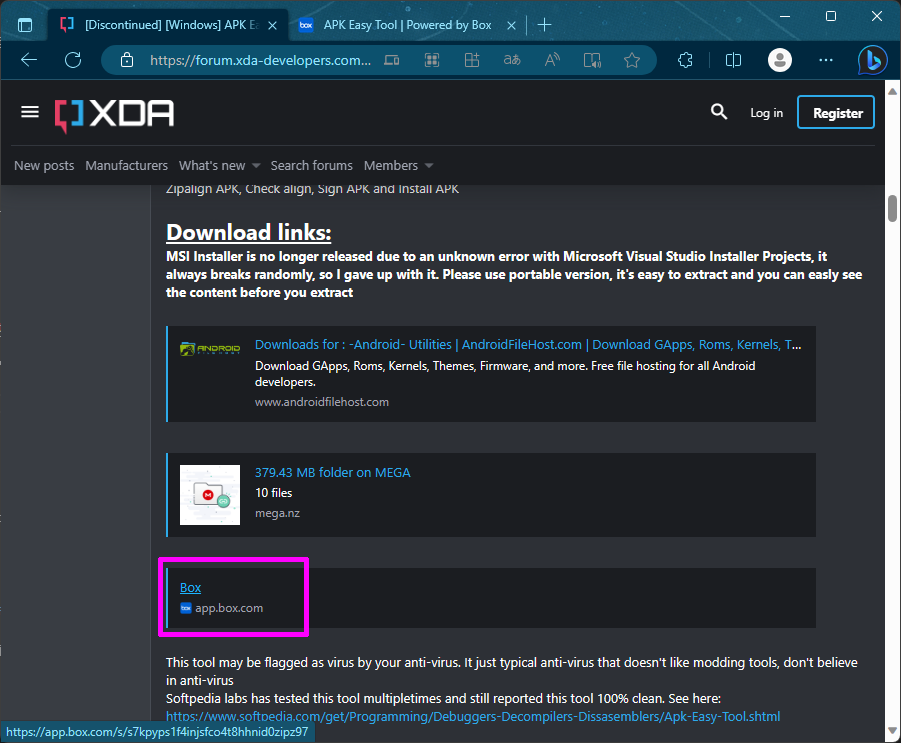 [Discontinued] [Windows] APK E
APK Easy Tool | Powered by Box
https://forum.xda-developers.com...
XDA
Log in
Register
New posts
Manufacturers
What's new
Search forums
Members
Zipalign APK, Check align, Sign APK and Install APK
Download links:
MSI Installer is no longer released due to an unknown error with Microsoft Visual Studio Installer Projects, it
always breaks randomly, so I gave up with it. Please use portable version, it's easy to extract and you can easly see
the content before you extract
ANDROID
FILE HOST
Downloads for : -Android- Utilities | AndroidFileHost.com | Download GApps, Roms, Kernels, T...
Download GApps, Roms, Kernels, Themes, Firmware, and more. Free file hosting for all Android
developers.
www.androidfilehost.com
379.43 MB folder on MEGA
10 files
mega.nz
Box
box app.box.com
This tool may be flagged as virus by your anti-virus. It just typical anti-virus that doesn't like modding tools, don't believe
in anti-virus
Softpedia labs has tested this tool multipletimes and still reported this tool 100% clean. See here:
https://www.softpedia.com/get/Programming/Debuggers-Decompilers-Dissasemblers/Apk-Easy-Tool.shtml
https://app.box.com/s/s7kpyps1f4injsfco4t8hhnid0zipz97